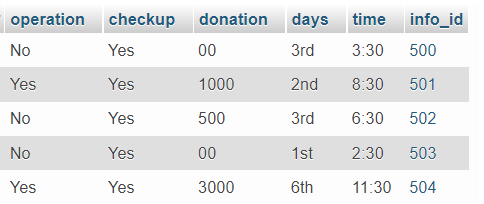 operation checkup donation days time info_id
No Yes 00 3rd 3:30 500
Yes Yes 1000 2nd 8:30 501
No Yes 500 3rd 6:30 502
No Yes 00 1st 2:30 503
Yes Yes 3000 6th 11:30 504